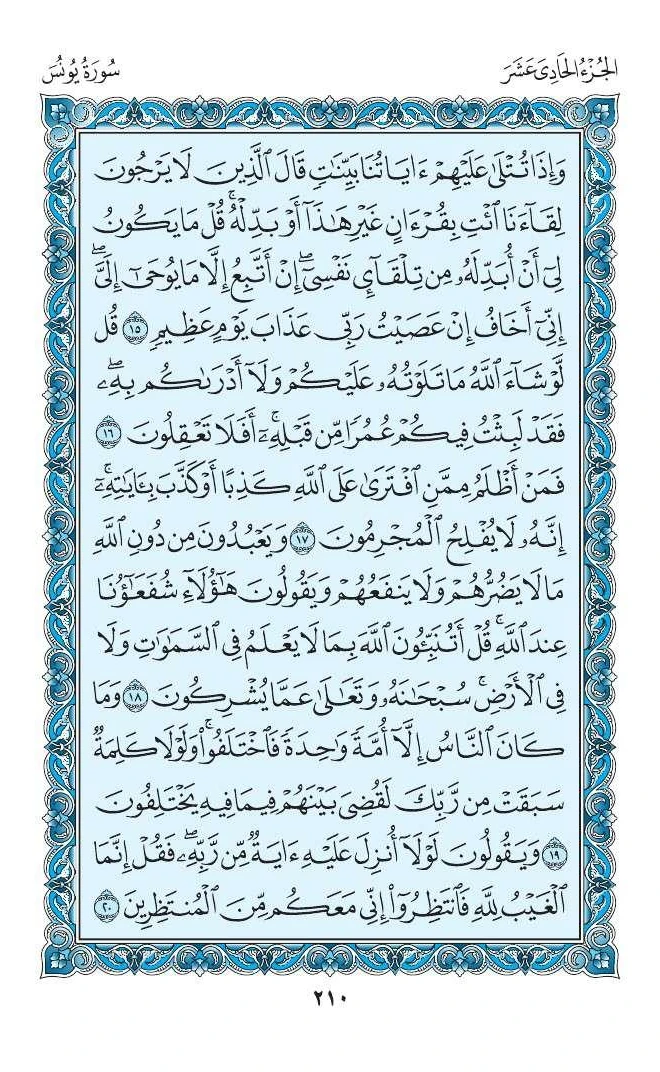 الجُزْءُ الحَادِىَ عَشَرَ
سُورَةُ يُونُسَ
وَإِذَا تُتْلَىٰ عَلَيْهِمْ ءَايَاتُنَا بَيِّنَٰتٖ قَالَ ٱلَّذِينَ لَا يَرْجُونَ
لِقَآءَنَا ٱئْتِ بِقُرْءَانٍ غَيْرِ هَٰذَآ أَوْ بَدِّلْهُۚ قُلْ مَا يَكُونُ
لِىٓ أَنْ أُبَدِّلَهُۥ مِن تِلْقَآيِٕ نَفْسِىٓۖ إِنْ أَتَّبِعُ إِلَّا مَا يُوحَىٰٓ إِلَىَّۖ
إِنِّىٓ أَخَافُ إِنْ عَصَيْتُ رَبِّى عَذَابَ يَوْمٍ عَظِيمٖ ١٥ قُل
لَّوْ شَآءَ ٱللَّهُ مَا تَلَوْتُهُۥ عَلَيْكُمْ وَلَآ أَدْرَىٰكُم بِهِۦۖ
فَقَدْ لَبِثْتُ فِيكُمْ عُمُرٗا مِّن قَبْلِهِۦٓۚ أَفَلَا تَعْقِلُونَ ١٦
فَمَنْ أَظْلَمُ مِمَّنِ ٱفْتَرَىٰ عَلَى ٱللَّهِ كَذِبًا أَوْ كَذَّبَ بِـَٔايَٰتِهِۦٓۚ
إِنَّهُۥ لَا يُفْلِحُ ٱلْمُجْرِمُونَ ١٧ وَيَعْبُدُونَ مِن دُونِ ٱللَّهِ
مَا لَا يَضُرُّهُمْ وَلَا يَنفَعُهُمْ وَيَقُولُونَ هَٰٓؤُلَآءِ شُفَعَٰٓؤُنَا
عِندَ ٱللَّهِۚ قُلْ أَتُنَبِّـُٔونَ ٱللَّهَ بِمَا لَا يَعْلَمُ فِى ٱلسَّمَٰوَٰتِ وَلَا
فِى ٱلْأَرْضِۚ سُبْحَٰنَهُۥ وَتَعَٰلَىٰ عَمَّا يُشْرِكُونَ ١٨ وَمَا
كَانَ ٱلنَّاسُ إِلَّآ أُمَّةٗ وَٰحِدَةٗ فَٱخْتَلَفُوا۟ۚ وَلَوْلَا كَلِمَةٞ
سَبَقَتْ مِن رَّبِّكَ لَقُضِىَ بَيْنَهُمْ فِيمَا فِيهِ يَخْتَلِفُونَ
١٩ وَيَقُولُونَ لَوْلَآ أُنزِلَ عَلَيْهِ ءَايَةٞ مِّن رَّبِّهِۦۖ فَقُلْ إِنَّمَا
ٱلْغَيْبُ لِلَّهِ فَٱنتَظِرُوٓا۟ إِنِّى مَعَكُم مِّنَ ٱلْمُنتَظِرِينَ ٢٠
٢١٠